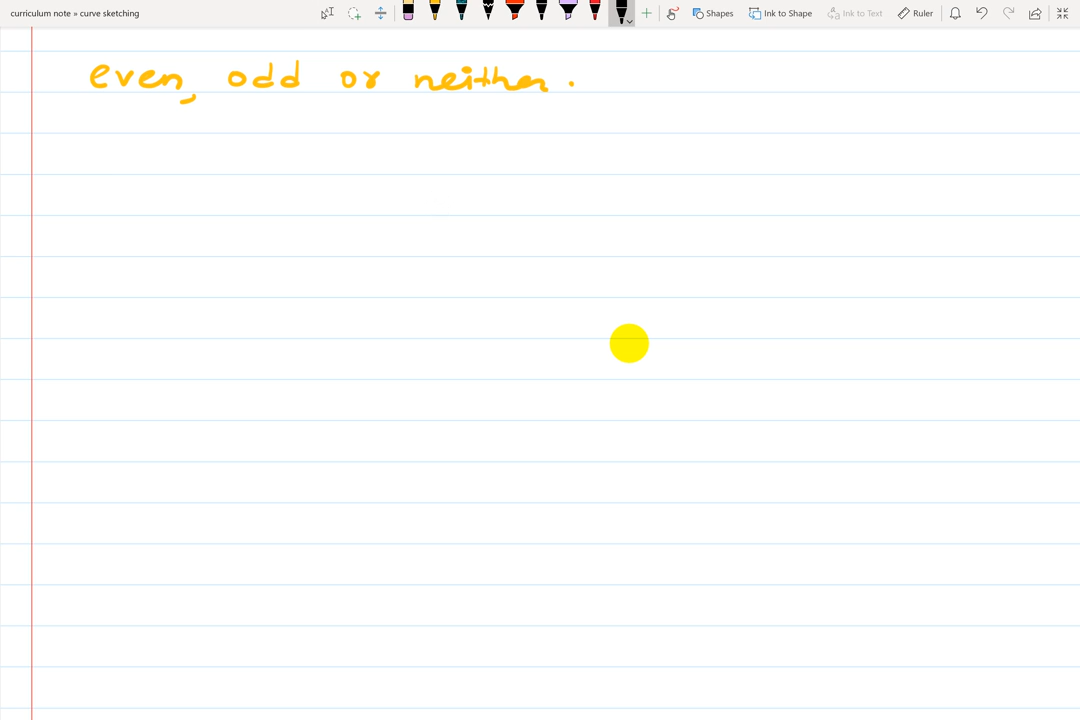 curriculum note » curve sketching Shapes Ink to Shape Ink to Text Ruler
even, odd or neither.